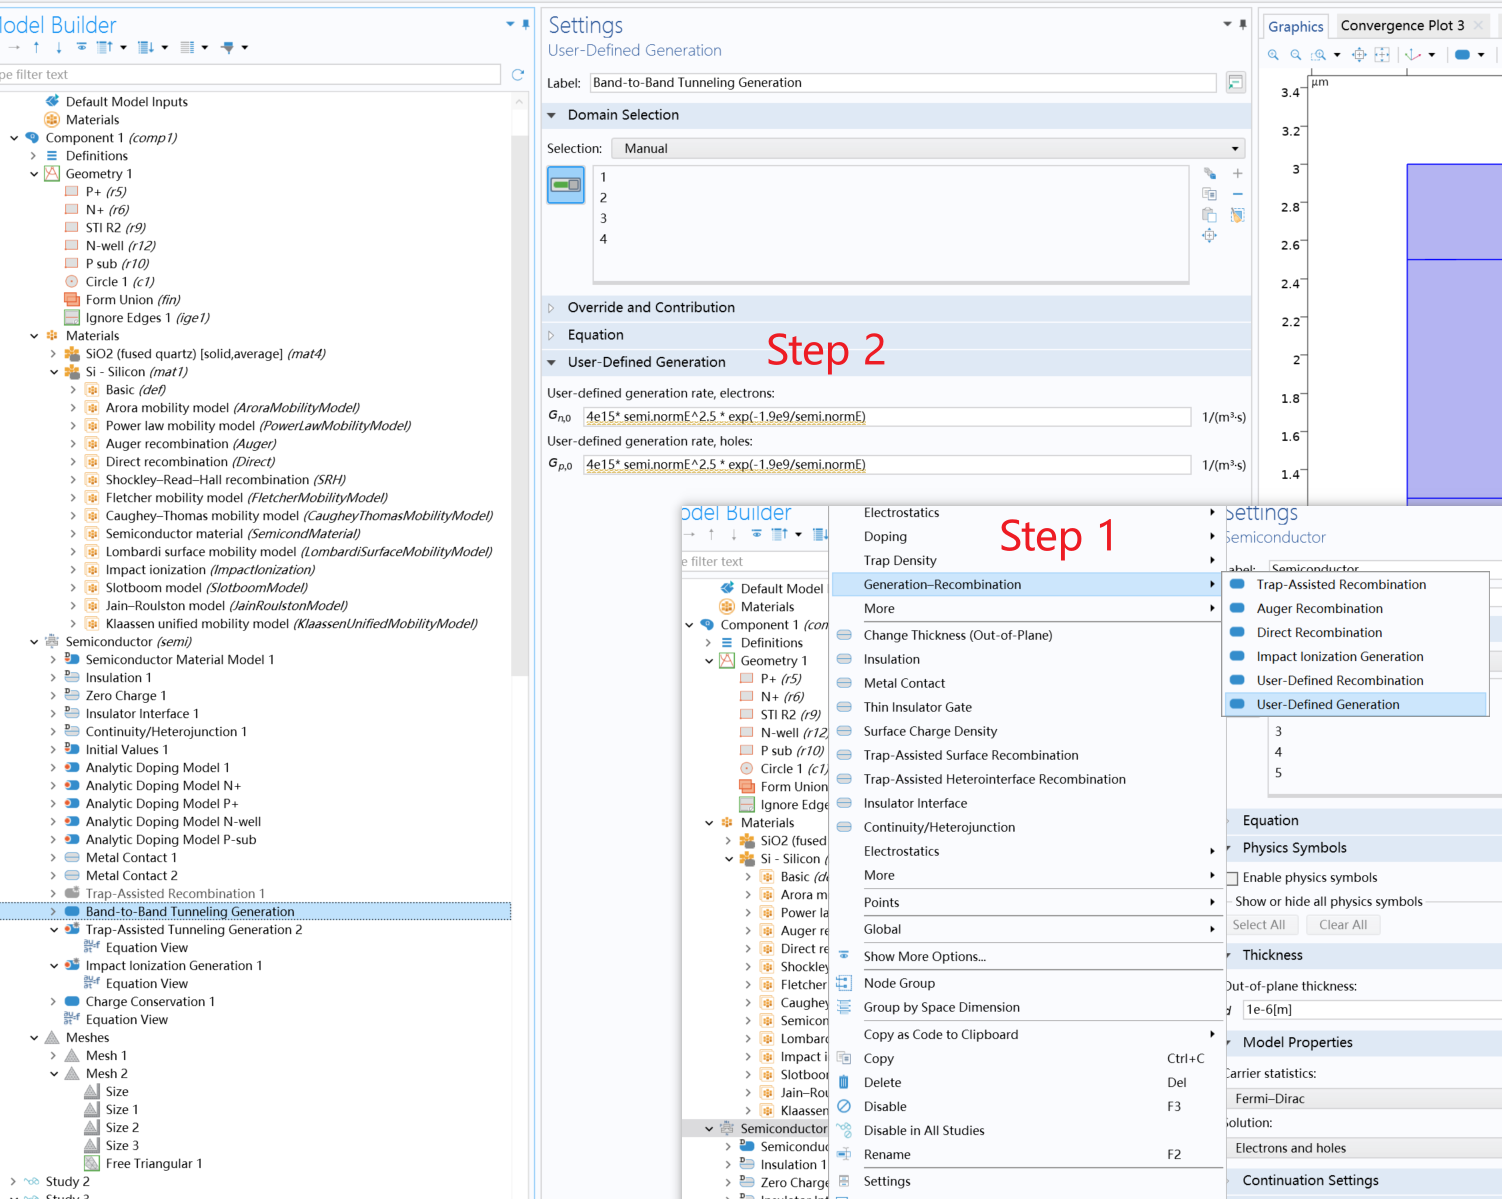 Model Builder
type filter text
Default Model Inputs
Materials
Component 1 (comp1)
Definitions
Geometry 1
P+ (r5)
N+ (r6)
STI R2 (r9)
N-well (r12)
P sub (r10)
Circle 1 (c1)
Form Union (fin)
Ignore Edges 1 (ige1)
Materials
SiO2 (fused quartz) [solid,average] (mat4)
Si - Silicon (mat1)
Basic (def)
Arora mobility model (AroraMobilityModel)
Power law mobility model (PowerLawMobilityModel)
Auger recombination (Auger)
Direct recombination (Direct)
Shockley–Read–Hall recombination (SRH)
Fletcher mobility model (FletcherMobilityModel)
Caughey–Thomas mobility model (CaugheyThomasMobilityModel)
Semiconductor material (SemicondMaterial)
Lombardi surface mobility model (LombardiSurfaceMobilityModel)
Impact ionization (ImpactIonization)
Slotboom model (SlotboomModel)
Jain–Roulston model (JainRoulstonModel)
Klaassen unified mobility model (KlaassenUnifiedMobilityModel)
Semiconductor (semi)
Semiconductor Material Model 1
Insulation 1
Zero Charge 1
Insulator Interface 1
Continuity/Heterojunction 1
Initial Values 1
Analytic Doping Model 1
Analytic Doping Model N+
Analytic Doping Model P+
Analytic Doping Model N-well
Analytic Doping Model P-sub
Metal Contact 1
Metal Contact 2
Trap-Assisted Recombination 1
Band-to-Band Tunneling Generation
Trap-Assisted Tunneling Generation 2
Equation View
Impact Ionization Generation 1
Equation View
Charge Conservation 1
Equation View
Meshes
Mesh 1
Mesh 2
Size
Size 1
Size 2
Size 3
Free Triangular 1
Study 2
Study 3
Settings
User-Defined Generation
Label: Band-to-Band Tunneling Generation
Domain Selection
Selection: Manual
1
2
3
4
Override and Contribution
Equation
User-Defined Generation
Step 2
User-defined generation rate, electrons:
Gn,0 4e15* semi.normE^2.5 * exp(-1.9e9/semi.normE) 1/(m³·s)
User-defined generation rate, holes:
Gp,0 4e15* semi.normE^2.5 * exp(-1.9e9/semi.normE) 1/(m³·s)
Graphics Convergence Plot 3
µm
3.4
3.2
3
2.8
2.6
2.4
2.2
2
1.8
1.6
1.4
odel Builder
e filter text
Default Model
Materials
Component 1 (con
Definitions
Geometry 1
P+ (r5)
N+ (r6)
STI R2 (r9)
N-well (r12)
P sub (r10)
Circle 1 (c1)
Form Union
Ignore Edge
Materials
SiO2 (fused
Si - Silicon (
Basic (de
Arora m
Power la
Auger re
Direct re
Shockley
Fletcher
Caughey
Semicon
Lombar
Impact i
Slotboon
Jain–Rou
Klaassen
Semiconductor
Semiconduc
Insulation 1
Zero Charge
Step 1
Electrostatics
Doping
Trap Density
Generation–Recombination
More
Change Thickness (Out-of-Plane)
Insulation
Metal Contact
Thin Insulator Gate
Surface Charge Density
Trap-Assisted Surface Recombination
Trap-Assisted Heterointerface Recombination
Insulator Interface
Continuity/Heterojunction
Electrostatics
More
Points
Global
Show More Options...
Node Group
Group by Space Dimension
Copy as Code to Clipboard
Copy Ctrl+C
Delete Del
Disable F3
Disable in All Studies
Rename F2
Settings
Settings
Semiconductor
Label: Semiconductor
Trap-Assisted Recombination
Auger Recombination
Direct Recombination
Impact Ionization Generation
User-Defined Recombination
User-Defined Generation
3
4
5
Equation
Physics Symbols
Enable physics symbols
Show or hide all physics symbols
Select All Clear All
Thickness
Out-of-plane thickness:
d 1e-6[m]
Model Properties
Carrier statistics:
Fermi–Dirac
Solution:
Electrons and holes
Continuation Settings